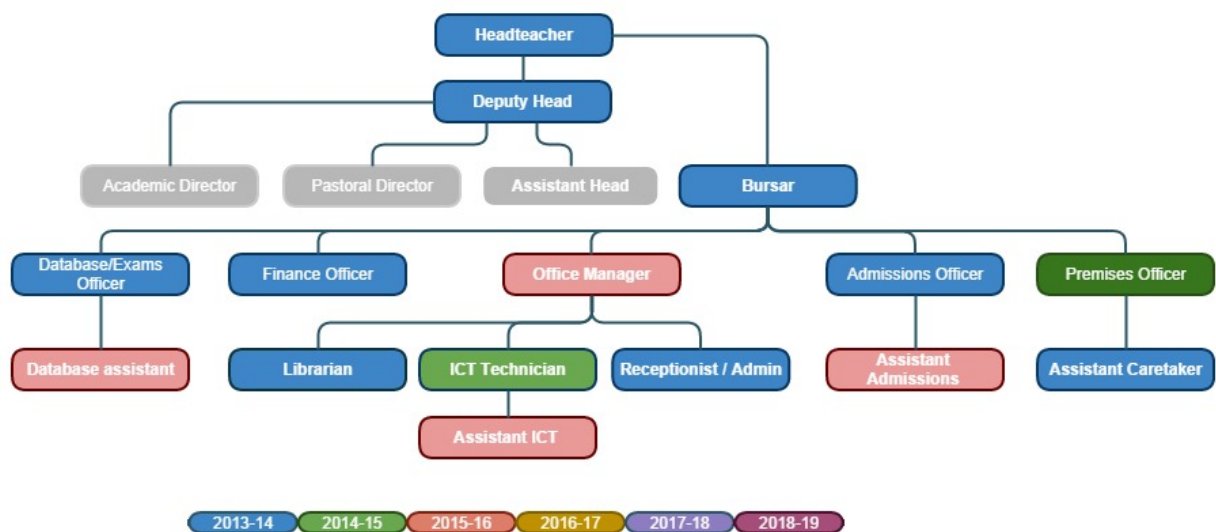 Headteacher
Deputy Head
Academic Director
Pastoral Director
Assistant Head
Bursar
Database/Exams
Officer
Finance Officer
Office Manager
Admissions Officer
Premises Officer
Database assistant
Librarian
ICT Technician
Receptionist / Admin
Assistant
Admissions
Assistant Caretaker
Assistant ICT
2013-14
2014-15
2015-16
2016-17
2017-18
2018-19